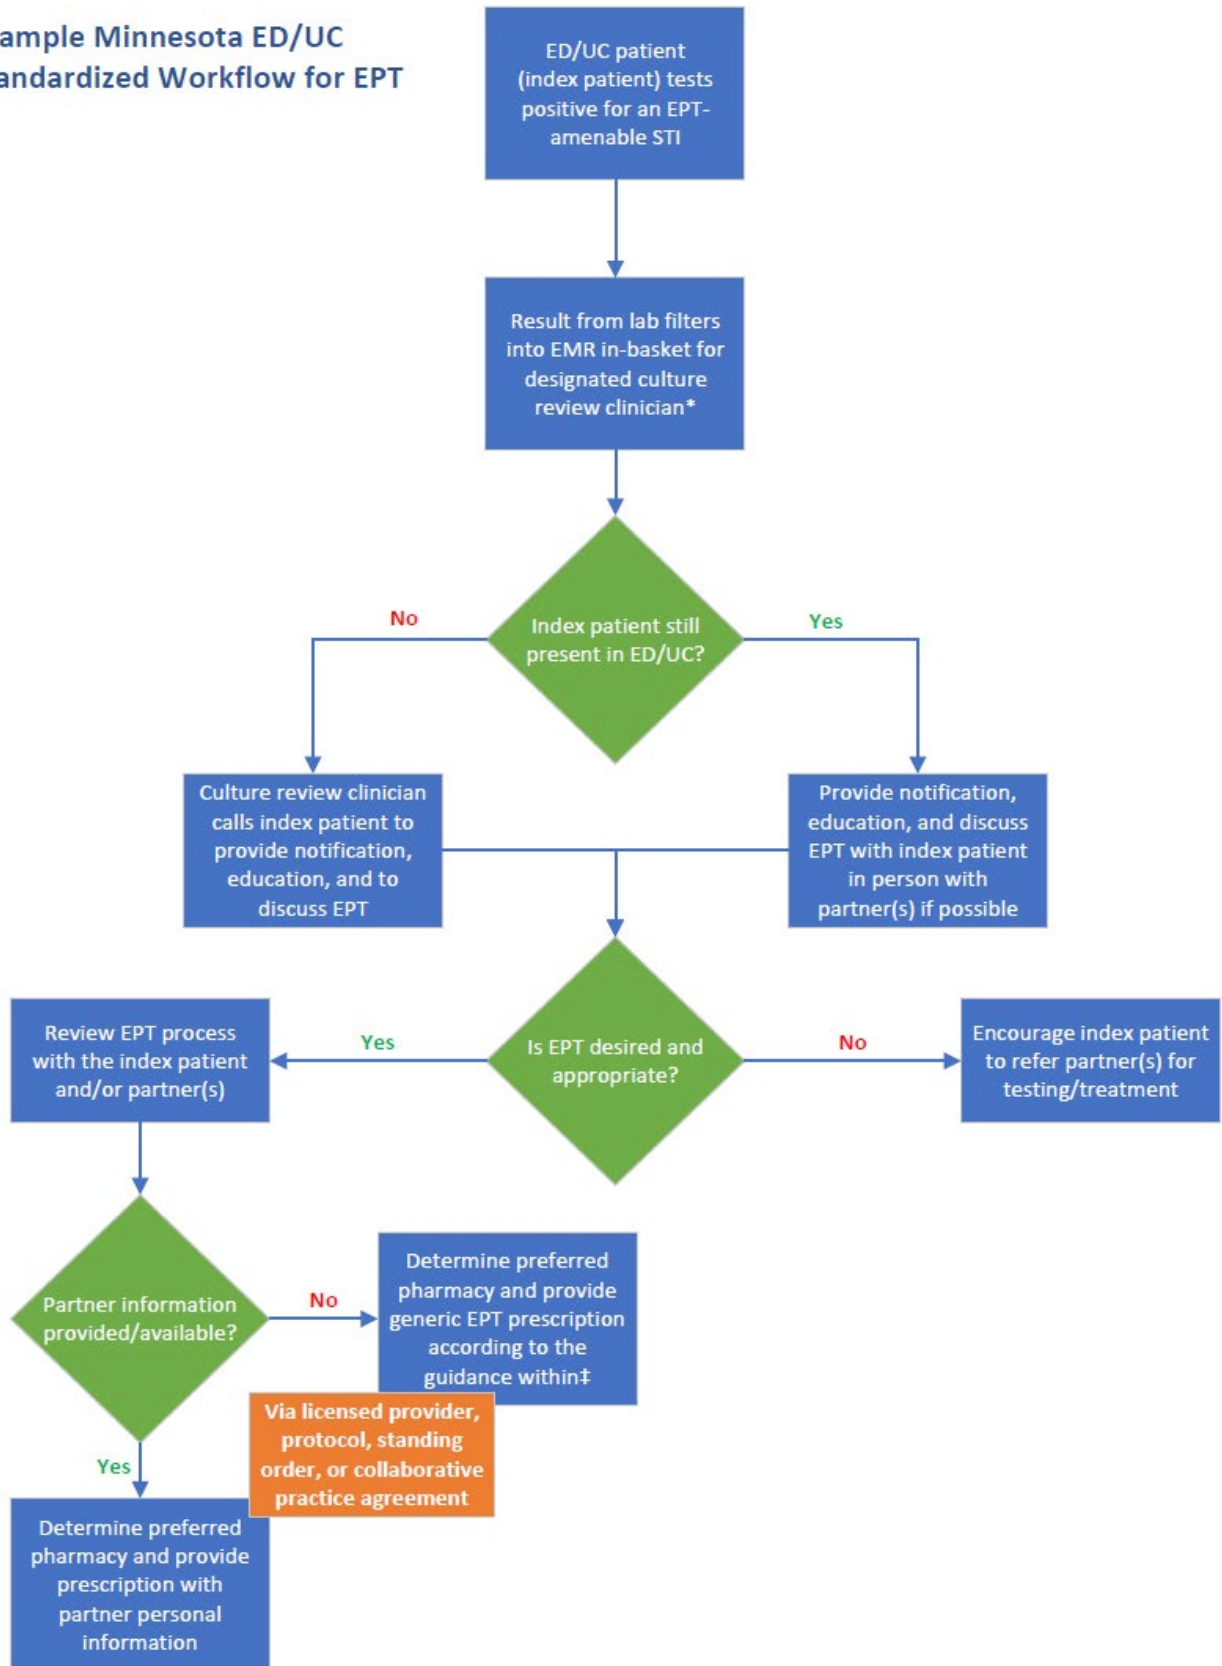 ample Minnesota ED/UC
andardized Workflow for EPT
ED/UC patient
(index patient) tests
positive for an EPT-
amenable STI
Result from lab filters
into EMR in-basket for
designated culture
review clinician*
Index patient still
present in ED/UC?
No
Yes
Culture review clinician
calls index patient to
provide notification,
education, and to
discuss EPT
Provide notification,
education, and discuss
EPT with index patient
in person with
partner(s) if possible
Is EPT desired and
appropriate?
Yes
No
Review EPT process
with the index patient
and/or partner(s)
Encourage index patient
to refer partner(s) for
testing/treatment
Partner information
provided/available?
No
Determine preferred
pharmacy and provide
generic EPT prescription
according to the
guidance within‡
Via licensed provider,
protocol, standing
order, or collaborative
practice agreement
Yes
Determine preferred
pharmacy and provide
prescription with
partner personal
information